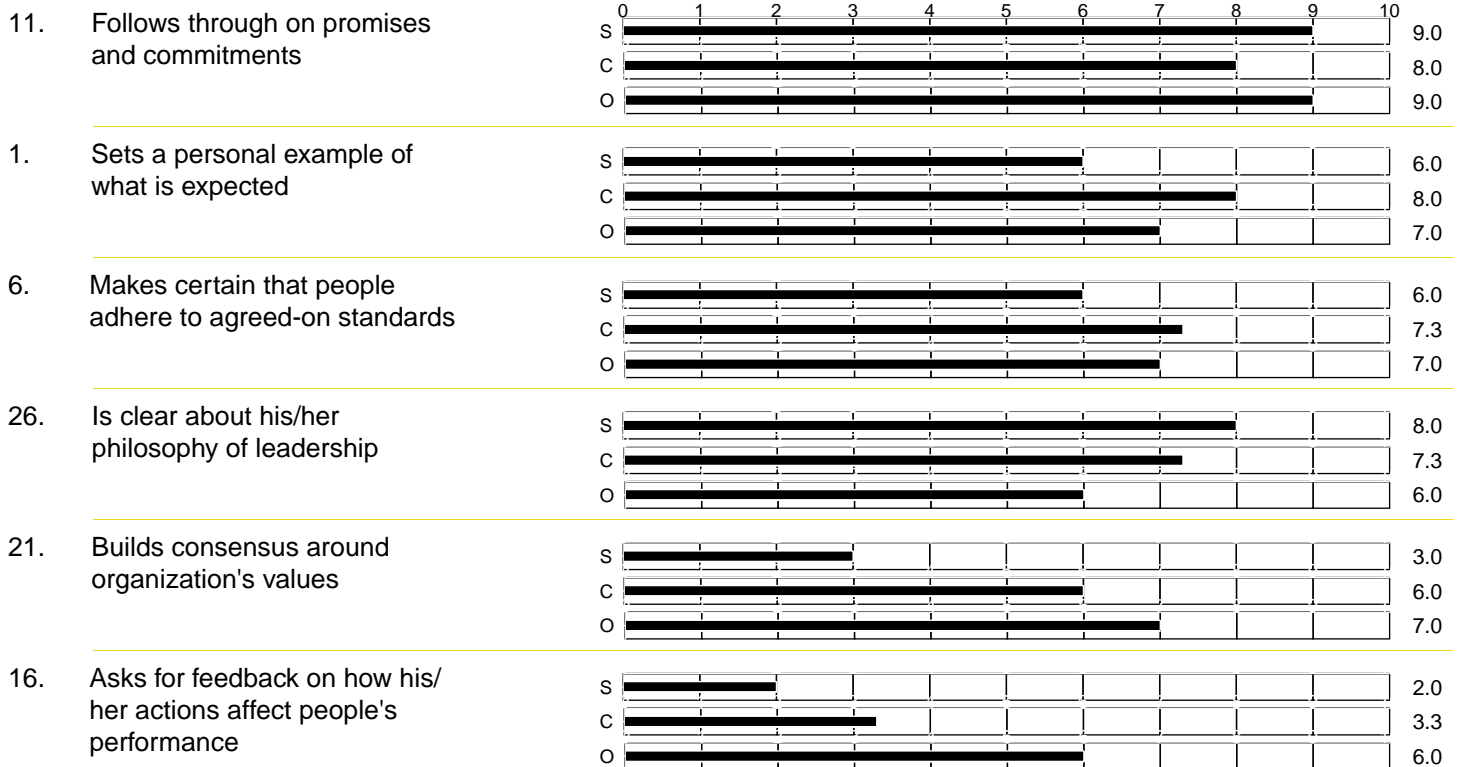 0 1 2 3 4 5 6 7 8 9 10
11. Follows through on promises
and commitments
S 9.0
C 8.0
O 9.0
1. Sets a personal example of
what is expected
S 6.0
C 8.0
O 7.0
6. Makes certain that people
adhere to agreed-on standards
S 6.0
C 7.3
O 7.0
26. Is clear about his/her
philosophy of leadership
S 8.0
C 7.3
O 6.0
21. Builds consensus around
organization's values
S 3.0
C 6.0
O 7.0
16. Asks for feedback on how his/
her actions affect people's
performance
S 2.0
C 3.3
O 6.0